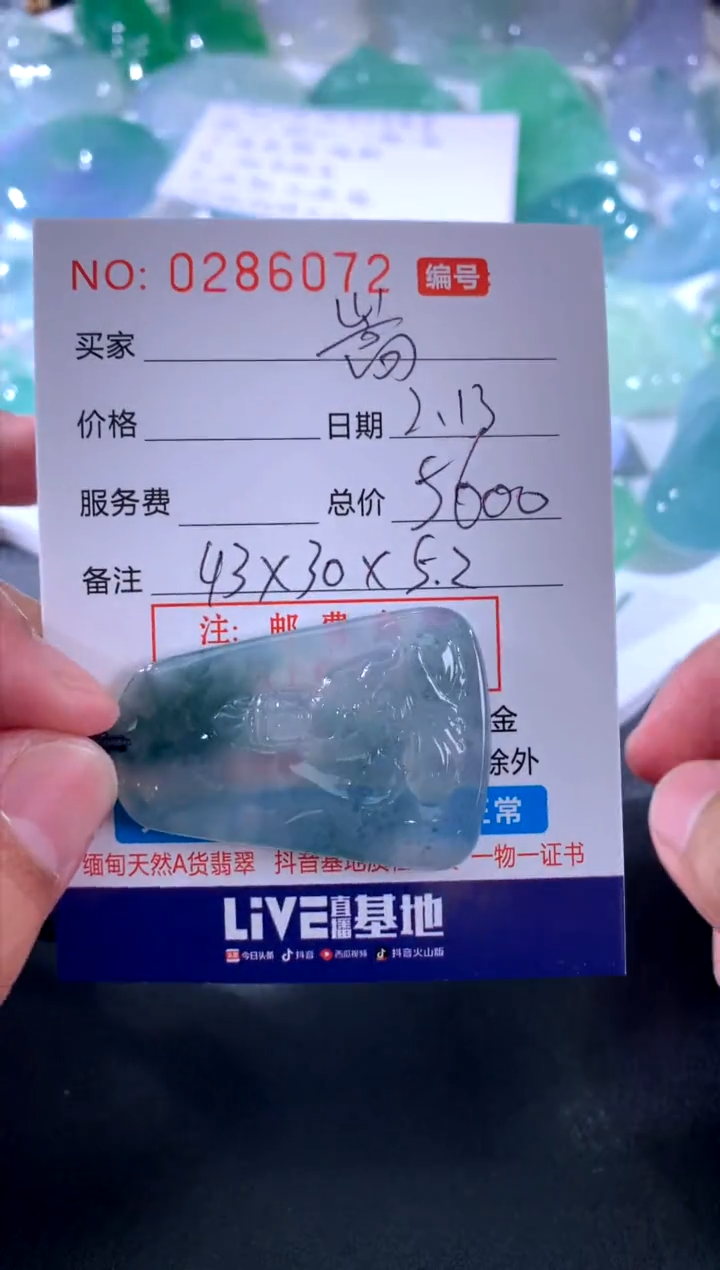 NO: 0286072 编号
买家
价格 日期 2.13
服务费 总价 5600
备注 43X30X5.2
注: 邮费
金
除外
正常
缅甸天然A货翡翠 抖音基地 一物一证书
LiVE直播基地
今日头条 抖音 西瓜视频 抖音火山版